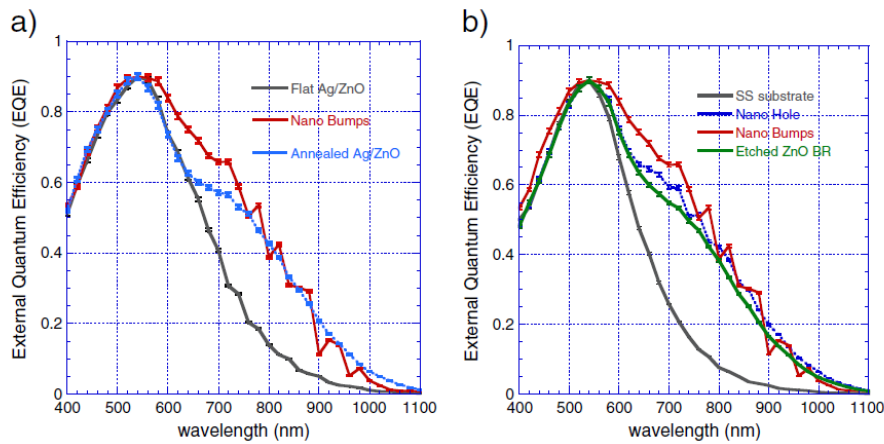 a)
External Quantum Efficiency (EQE)
1
0.8
0.6
0.4
0.2
0
400 500 600 700 800 900 1000 1100
wavelength (nm)
Flat Ag/ZnO
Nano Bumps
Annealed Ag/ZnO
b)
External Quantum Efficiency (EQE)
1
0.8
0.6
0.4
0.2
0
400 500 600 700 800 900 1000 1100
wavelength (nm)
SS substrate
Nano Hole
Nano Bumps
Etched ZnO BR